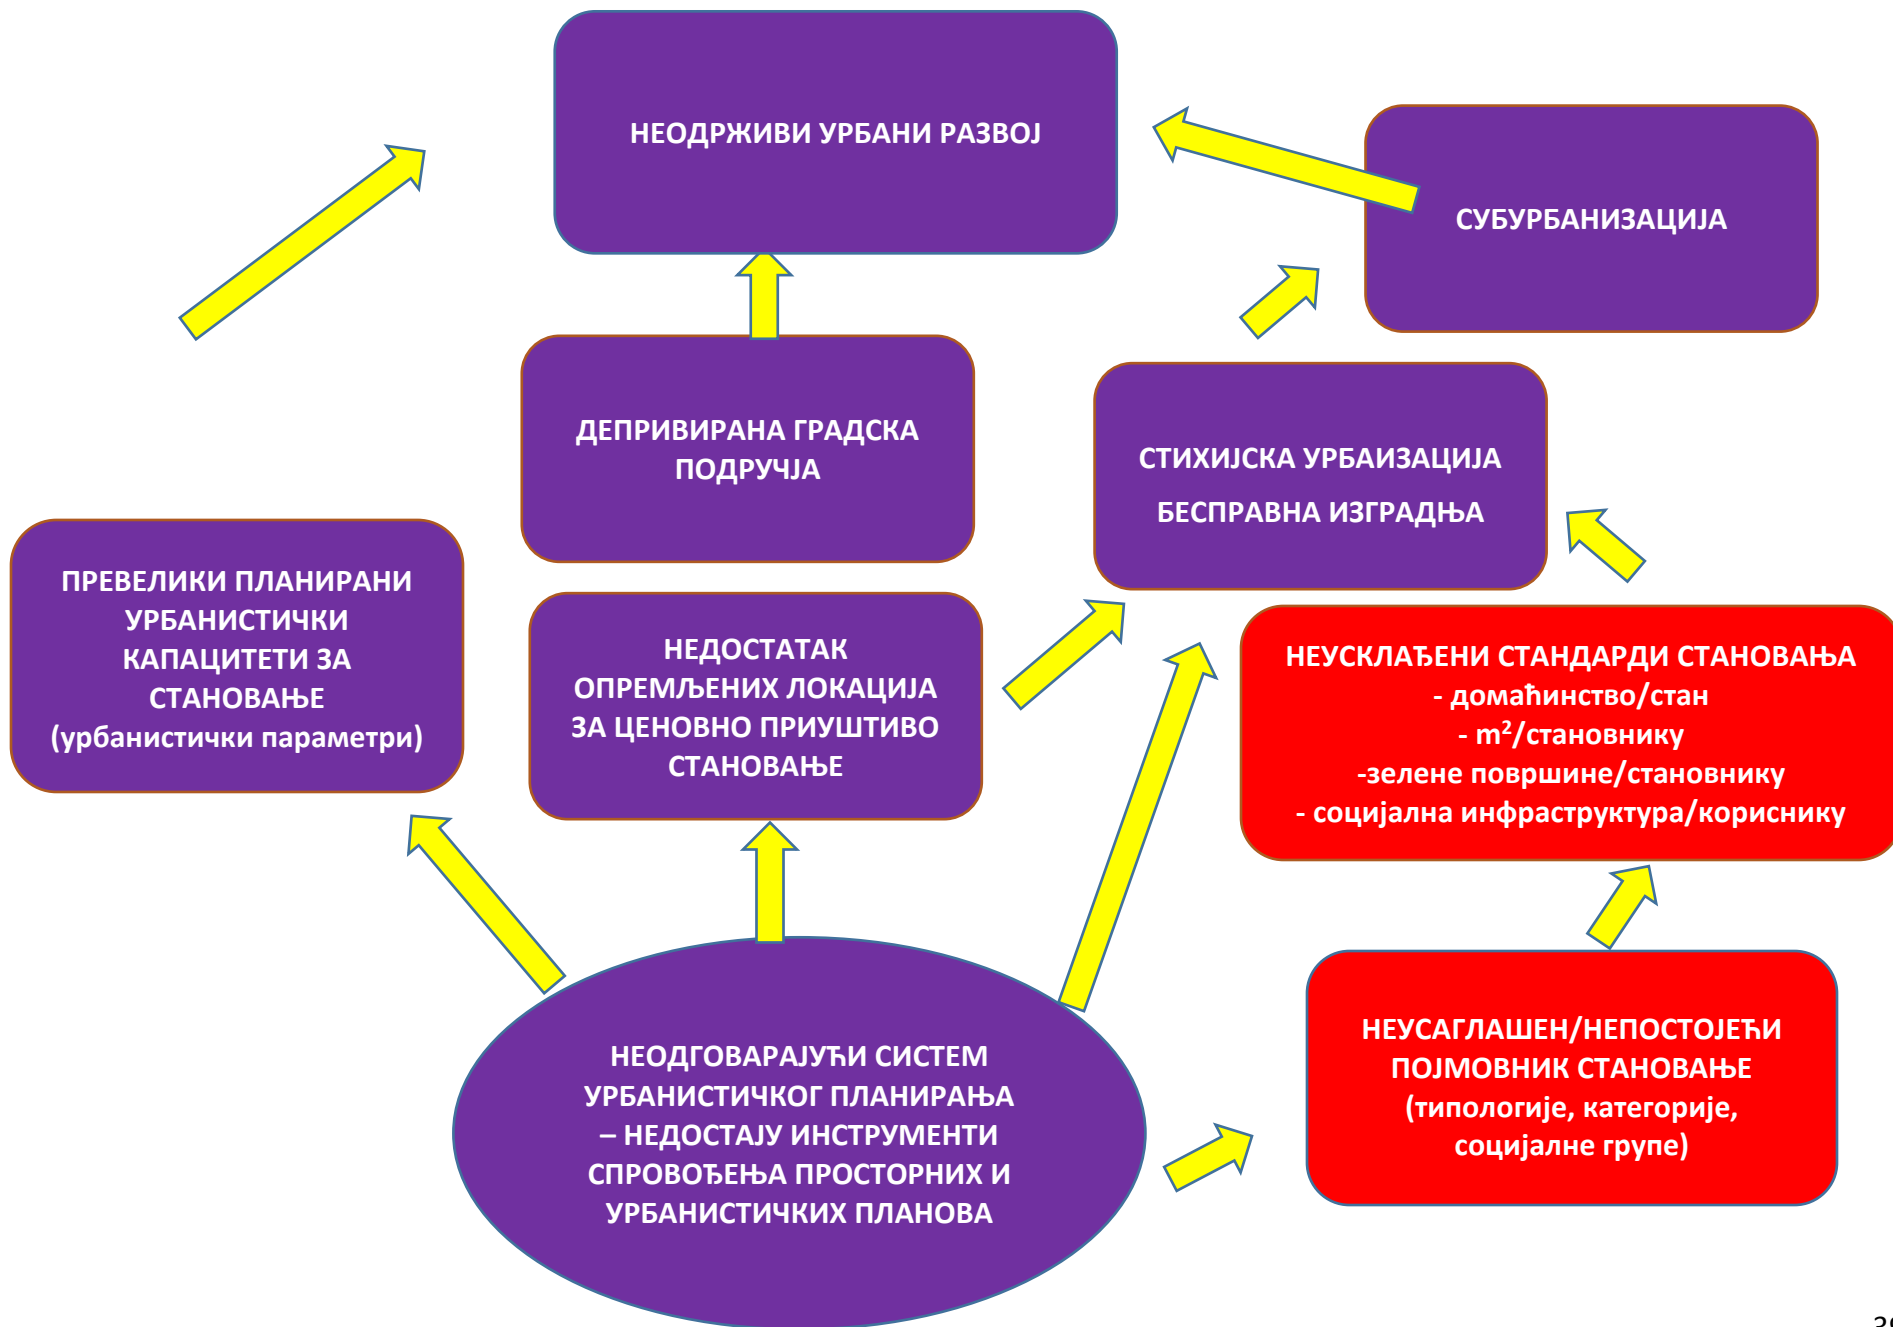 НЕОДРЖИВИ УРБАНИ РАЗВОЈ
СУБУРБАНИЗАЦИЈА
ДЕПРИВИРАНА ГРАДСКА
ПОДРУЧЈА
СТИХИЈСКА УРБАИЗАЦИЈА
БЕСПРАВНА ИЗГРАДЊА
ПРЕВЕЛИКИ ПЛАНИРАНИ
УРБАНИСТИЧКИ
КАПАЦИТЕТИ ЗА
СТАНОВАЊЕ
(урбанистички параметри)
НЕДОСТАТАК
ОПРЕМЉЕНИХ ЛОКАЦИЈА
ЗА ЦЕНОВНО ПРИУШТИВО
СТАНОВАЊЕ
НЕУСКЛАЂЕНИ СТАНДАРДИ СТАНОВАЊА
- домаћинство/стан
- m²/становнику
-зелене површине/становнику
- социјална инфраструктура/кориснику
НЕОДГОВАРАЈУЋИ СИСТЕМ
УРБАНИСТИЧКОГ ПЛАНИРАЊА
– НЕДОСТАЈУ ИНСТРУМЕНТИ
СПРОВОЂЕЊА ПРОСТОРНИХ И
УРБАНИСТИЧКИХ ПЛАНОВА
НЕУСАГЛАШЕН/НЕПОСТОЈЕЋИ
ПОЈМОВНИК СТАНОВАЊЕ
(типологије, категорије,
социјалне групе)